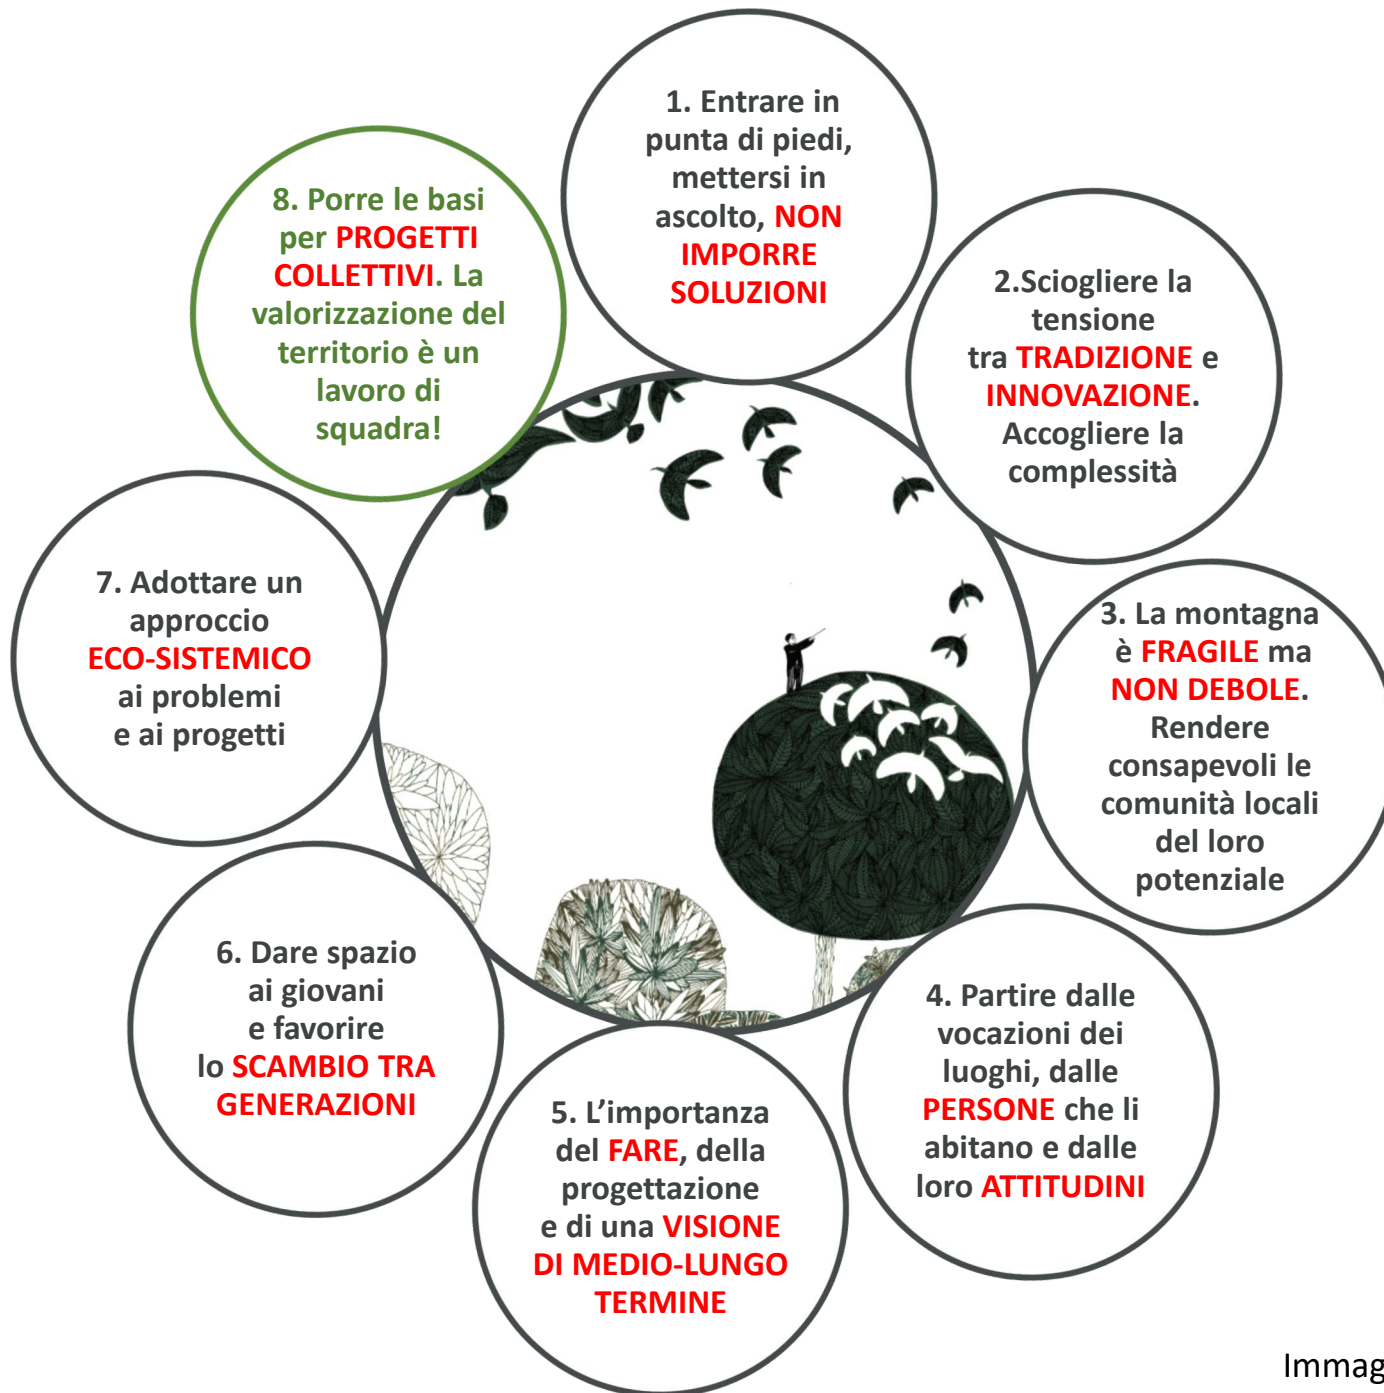 1. Entrare in
punta di piedi,
mettersi in
ascolto, NON
IMPORRE
SOLUZIONI
2.Sciogliere la
tensione
tra TRADIZIONE e
INNOVAZIONE.
Accogliere la
complessità
3. La montagna
è FRAGILE ma
NON DEBOLE.
Rendere
consapevoli le
comunità locali
del loro
potenziale
4. Partire dalle
vocazioni dei
luoghi, dalle
PERSONE che li
abitano e dalle
loro ATTITUDINI
5. L’importanza
del FARE, della
progettazione
e di una VISIONE
DI MEDIO-LUNGO
TERMINE
6. Dare spazio
ai giovani
e favorire
lo SCAMBIO TRA
GENERAZIONI
7. Adottare un
approccio
ECO-SISTEMICO
ai problemi
e ai progetti
8. Porre le basi
per PROGETTI
COLLETTIVI. La
valorizzazione del
territorio è un
lavoro di
squadra!
Immag